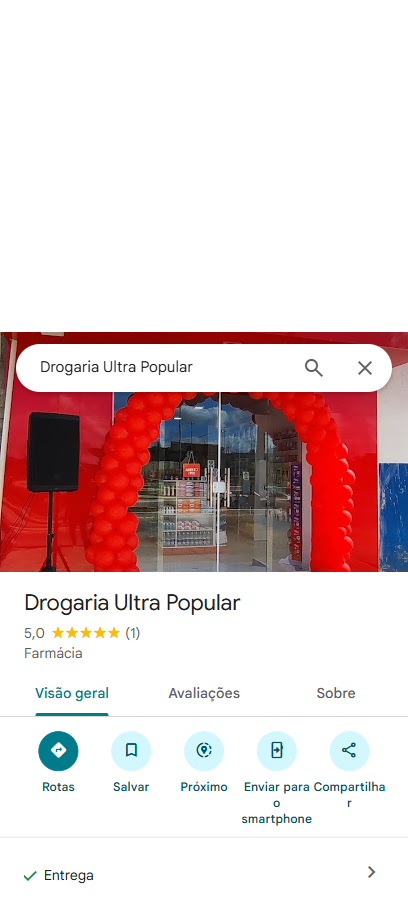 Drogaria Ultra Popular
Drogaria Ultra Popular
5,0 (1)
Farmácia
Visão geral Avaliações Sobre
Rotas Salvar Próximo Enviar para Compartilha
o r
smartphone
Entrega